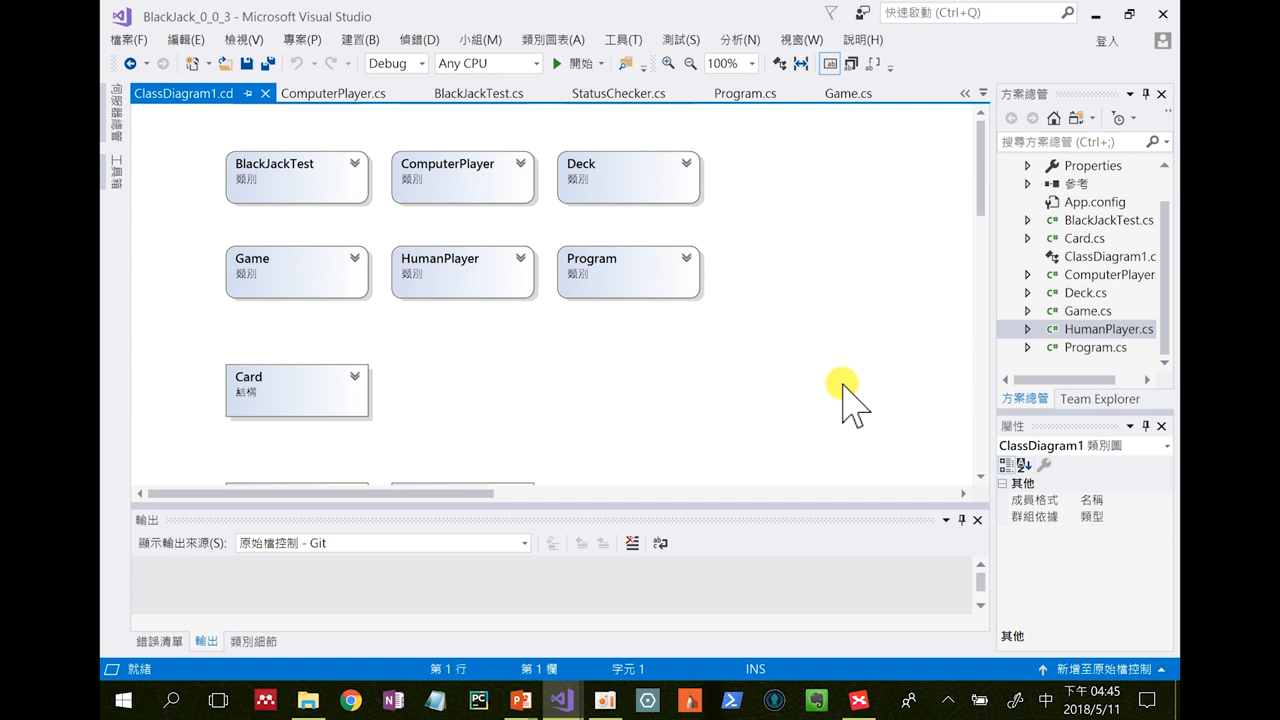 BlackJack_0_0_3 - Microsoft Visual Studio
快速啟動 (Ctrl+Q)
檔案(F) 編輯(E) 檢視(V) 專案(P) 建置(B) 偵錯(D) 小組(M) 類別圖表(A) 工具(T) 測試(S) 分析(N) 視窗(W) 說明(H)
登入
Debug Any CPU 開始 100%
ClassDiagram1.cd ComputerPlayer.cs BlackJackTest.cs StatusChecker.cs Program.cs Game.cs
伺服器總管
工具箱
BlackJackTest
類別
ComputerPlayer
類別
Deck
類別
Game
類別
HumanPlayer
類別
Program
類別
Card
結構
方案總管
搜尋方案總管 (Ctrl+;)
Properties
參考
App.config
BlackJackTest.cs
Card.cs
ClassDiagram1.c
ComputerPlayer.
Deck.cs
Game.cs
HumanPlayer.cs
Program.cs
方案總管 Team Explorer
屬性
ClassDiagram1 類別圖
其他
成員格式 名稱
群組依據 類型
其他
輸出
顯示輸出來源(S): 原始檔控制 - Git
錯誤清單 輸出 類別細節
就緒 第 1 行 第 1 欄 字元 1 INS 新增至原始檔控制
中 下午 04:45
2018/5/11